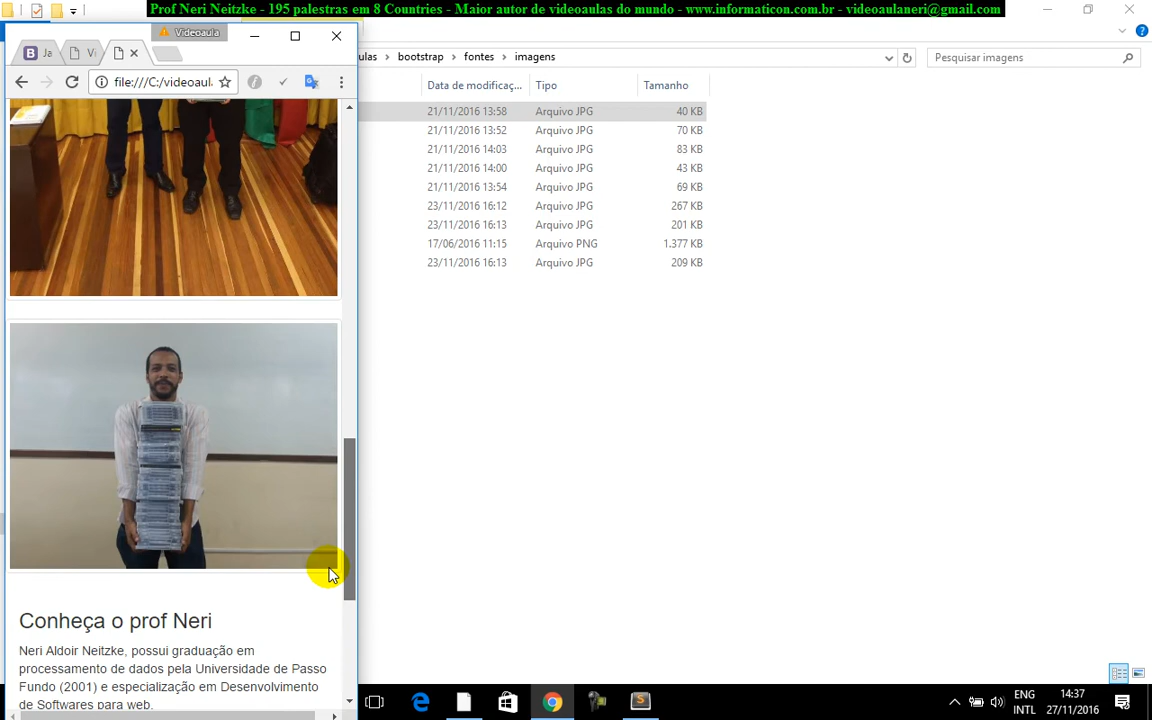 Prof Neri Neitzke - 195 palestras em 8 Countries - Maior autor de videoaulas do mundo - www.informaticon.com.br - videoaulaneri@gmail.com
Videoaula
Ja
Vi
file:///C:/videoaula
ulas > bootstrap > fontes > imagens
Pesquisar imagens
Data de modificaç... Tipo Tamanho
21/11/2016 13:58 Arquivo JPG 40 KB
21/11/2016 13:52 Arquivo JPG 70 KB
21/11/2016 14:03 Arquivo JPG 83 KB
21/11/2016 14:00 Arquivo JPG 43 KB
21/11/2016 13:54 Arquivo JPG 69 KB
23/11/2016 16:12 Arquivo JPG 267 KB
23/11/2016 16:13 Arquivo JPG 201 KB
17/06/2016 11:15 Arquivo PNG 1.377 KB
23/11/2016 16:13 Arquivo JPG 209 KB
Conheça o prof Neri
Neri Aldoir Neitzke, possui graduação em
processamento de dados pela Universidade de Passo
Fundo (2001) e especialização em Desenvolvimento
de Softwares para web.
ENG
INTL
14:37
27/11/2016